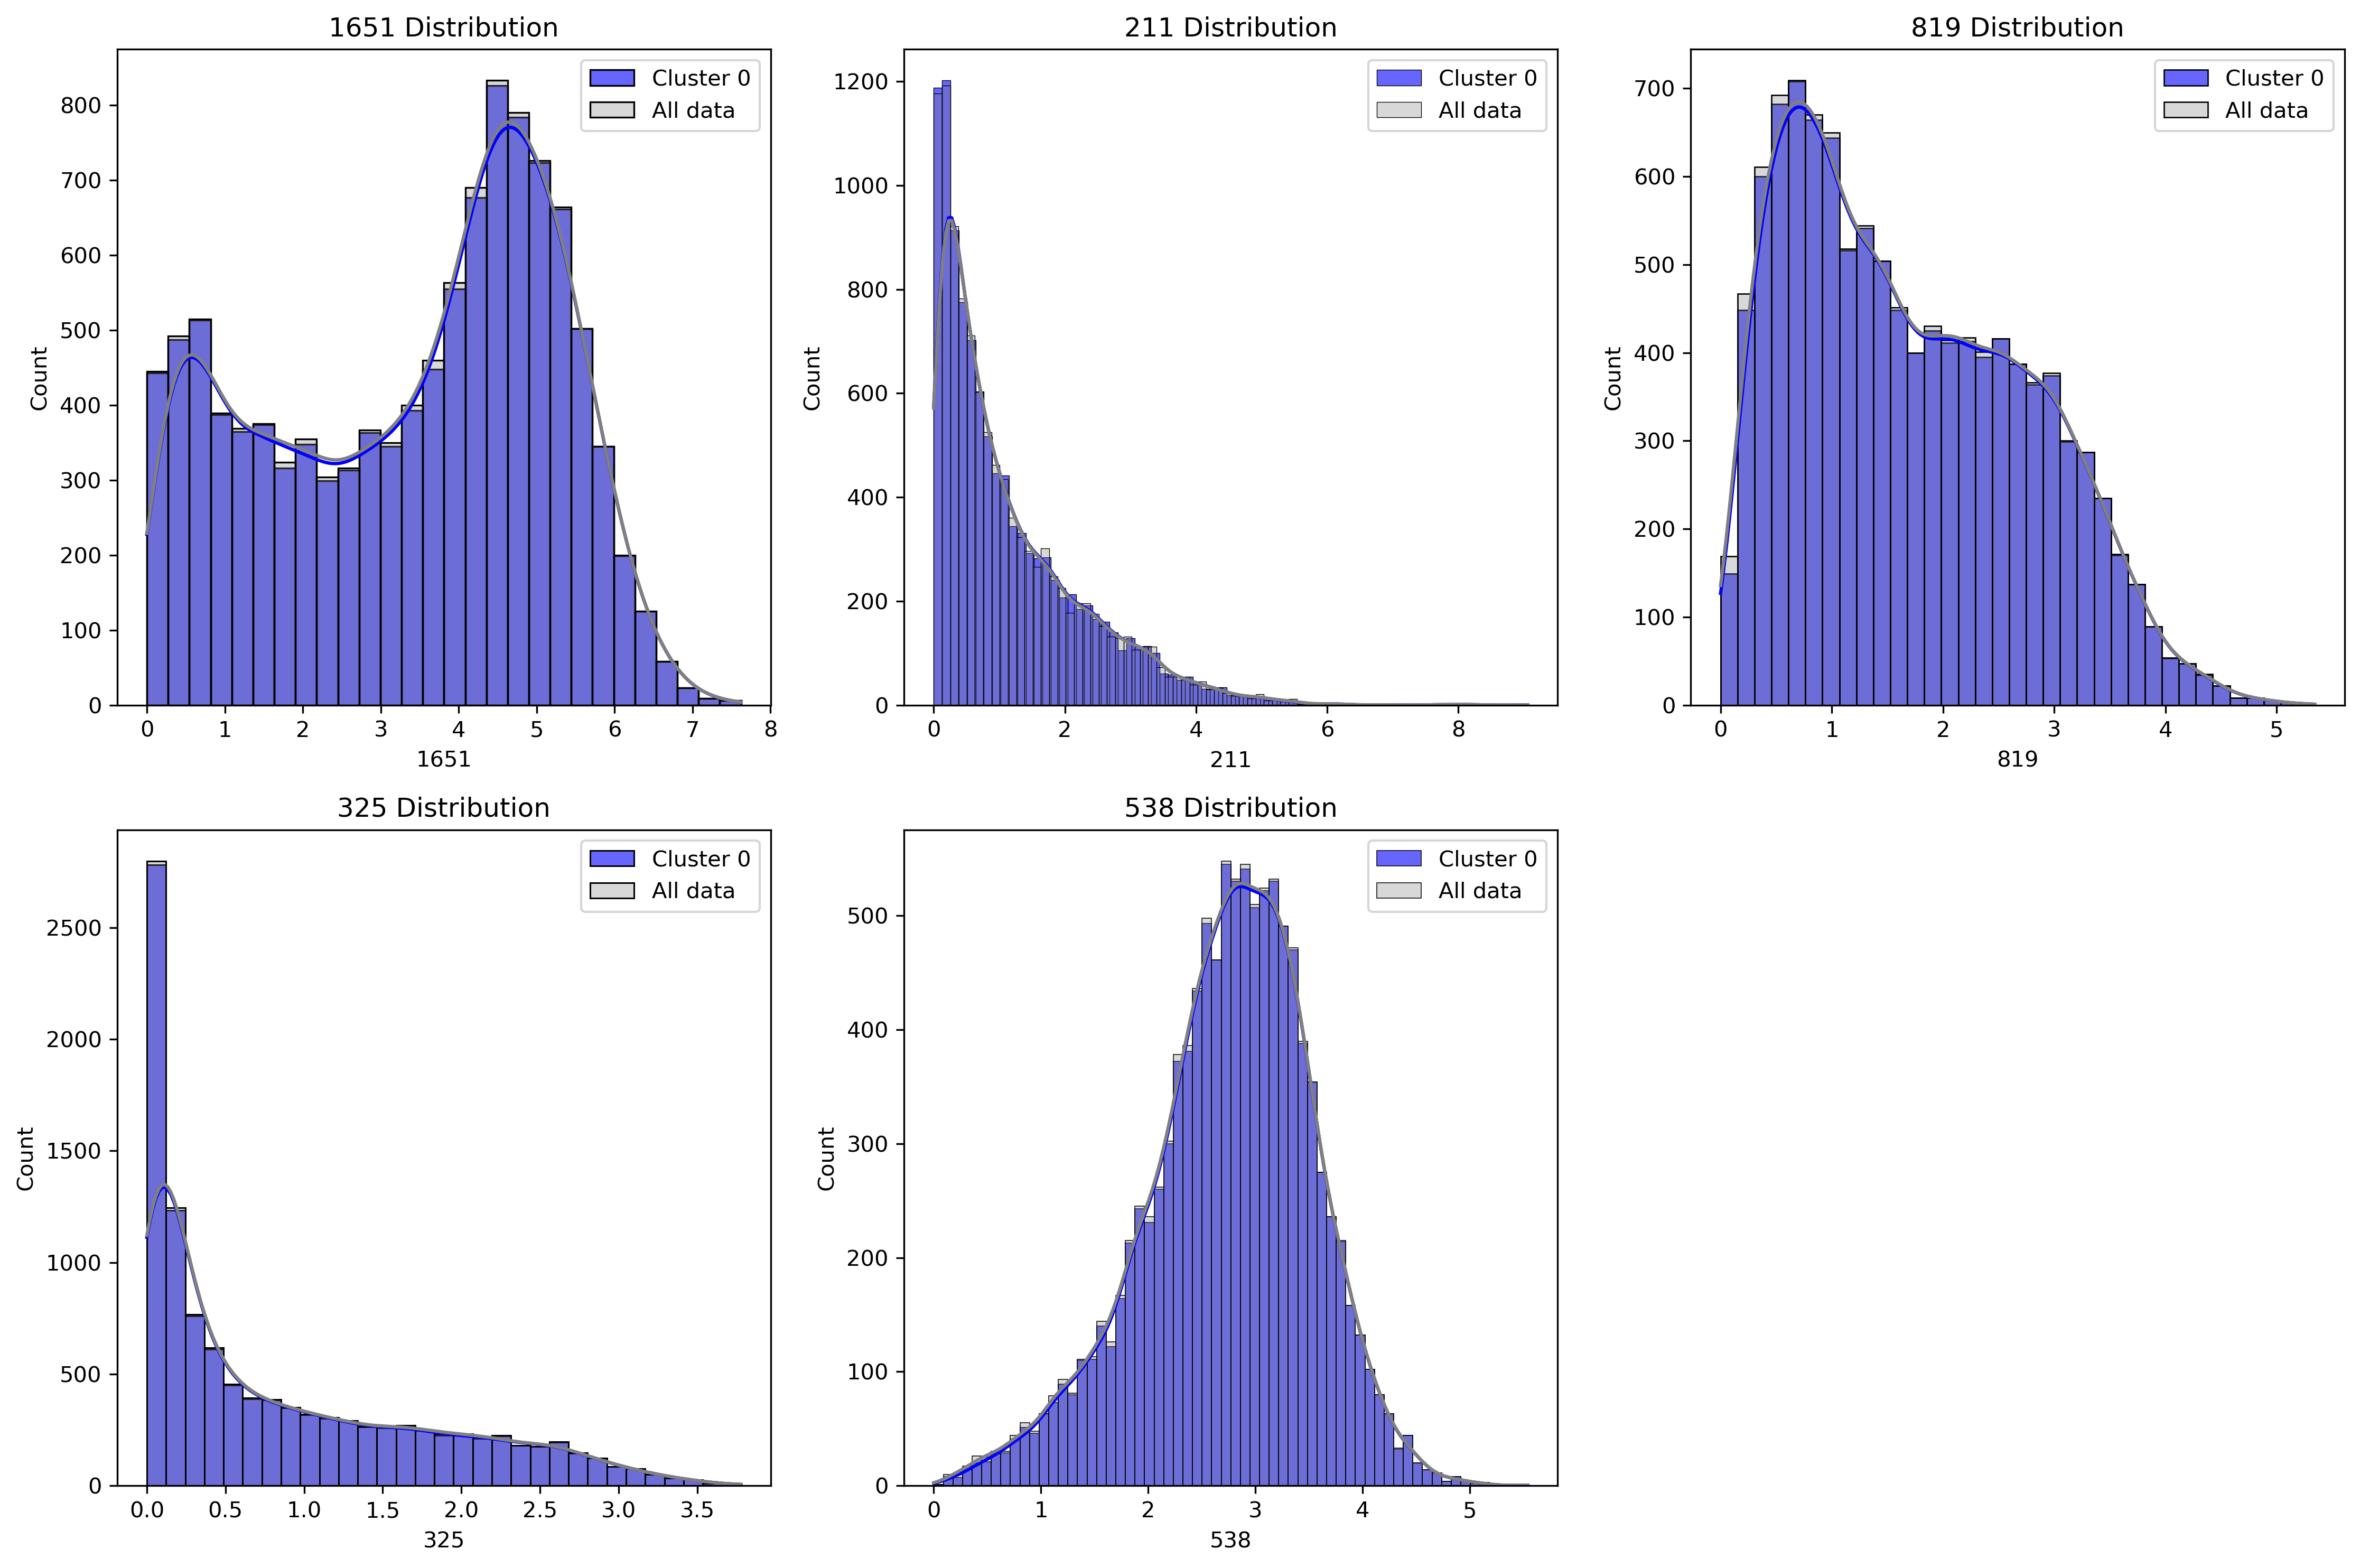 1651 Distribution
Cluster 0
All data
800
700
600
500
400
300
200
100
0
Count
0 1 2 3 4 5 6 7 8
1651
211 Distribution
Cluster 0
All data
1200
1000
800
600
400
200
0
Count
0 2 4 6 8
211
819 Distribution
Cluster 0
All data
700
600
500
400
300
200
100
0
Count
0 1 2 3 4 5
819
325 Distribution
Cluster 0
All data
2500
2000
1500
1000
500
0
Count
0.0 0.5 1.0 1.5 2.0 2.5 3.0 3.5
325
538 Distribution
Cluster 0
All data
500
400
300
200
100
0
Count
0 1 2 3 4 5
538